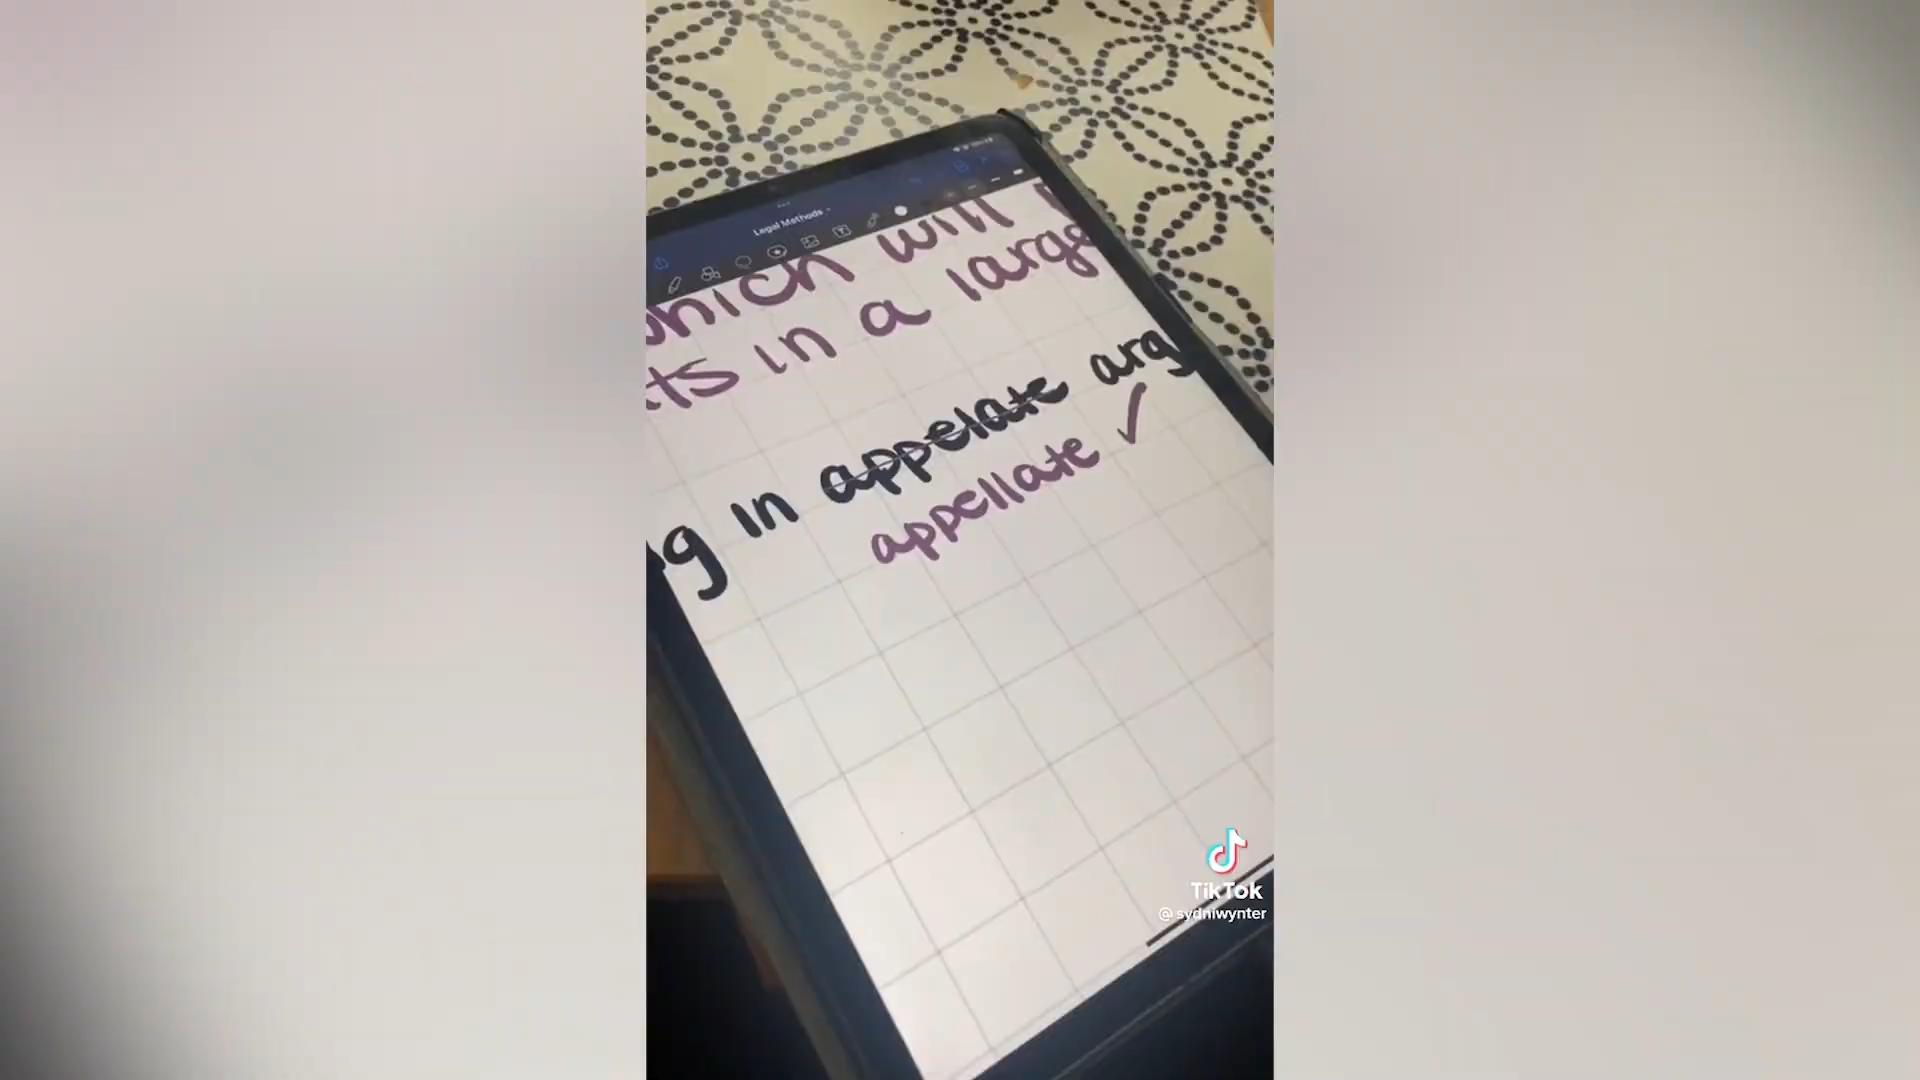 Legal Methods
which will
ts in a large
g in appelate arg
appellate ✓
TikTok
@sydniwynter